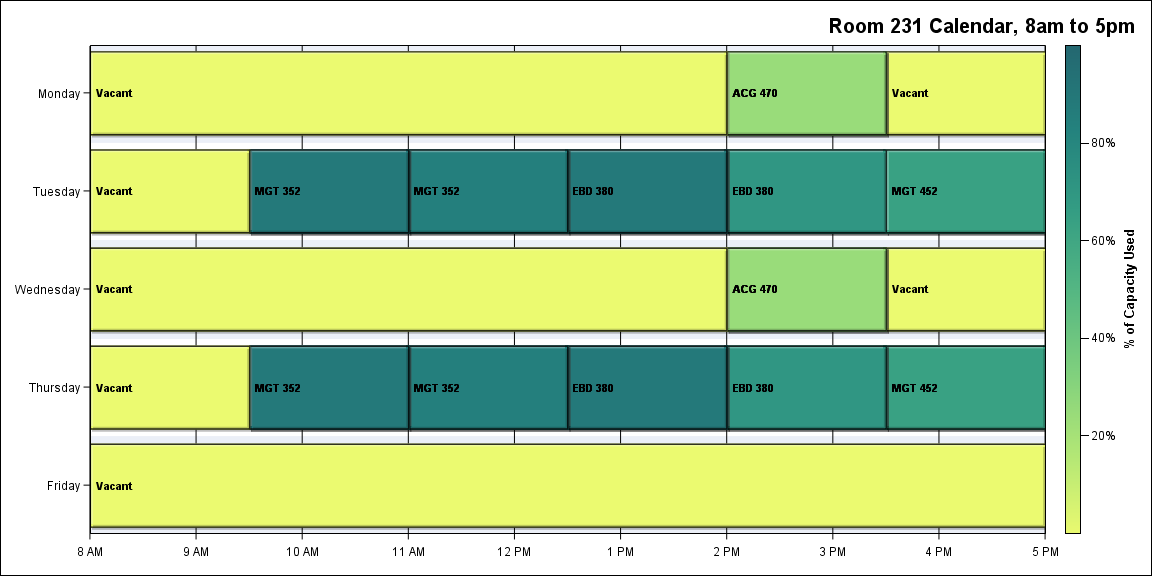 Room 231 Calendar, 8am to 5pm
Monday
Vacant
ACG 470
Vacant
Tuesday
Vacant
MGT 352
MGT 352
EBD 380
EBD 380
MGT 452
Wednesday
Vacant
ACG 470
Vacant
Thursday
Vacant
MGT 352
MGT 352
EBD 380
EBD 380
MGT 452
Friday
Vacant
8 AM
9 AM
10 AM
11 AM
12 PM
1 PM
2 PM
3 PM
4 PM
5 PM
80%
60%
40%
20%
% of Capacity Used